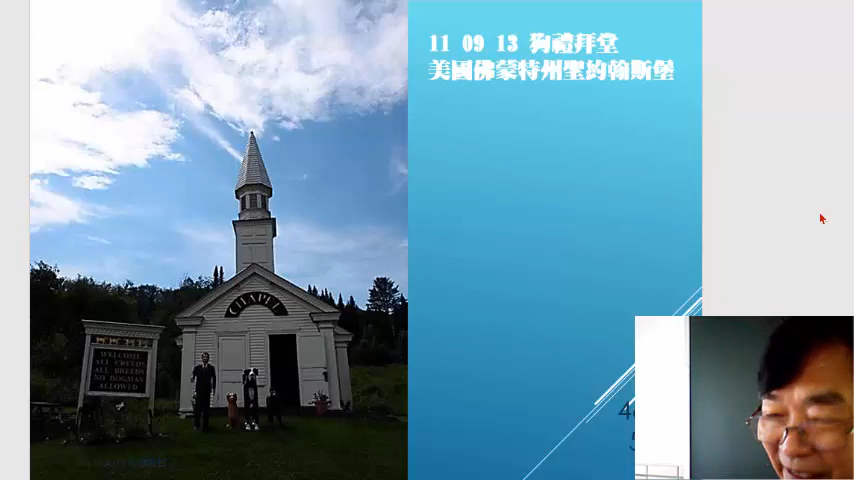 11 09 13 狗禮拜堂
美國佛蒙特州聖約翰斯堡
CHAPEL
WELCOME
ALL CREEDS
ALL BREEDS
NO DOGMAS
ALLOWED